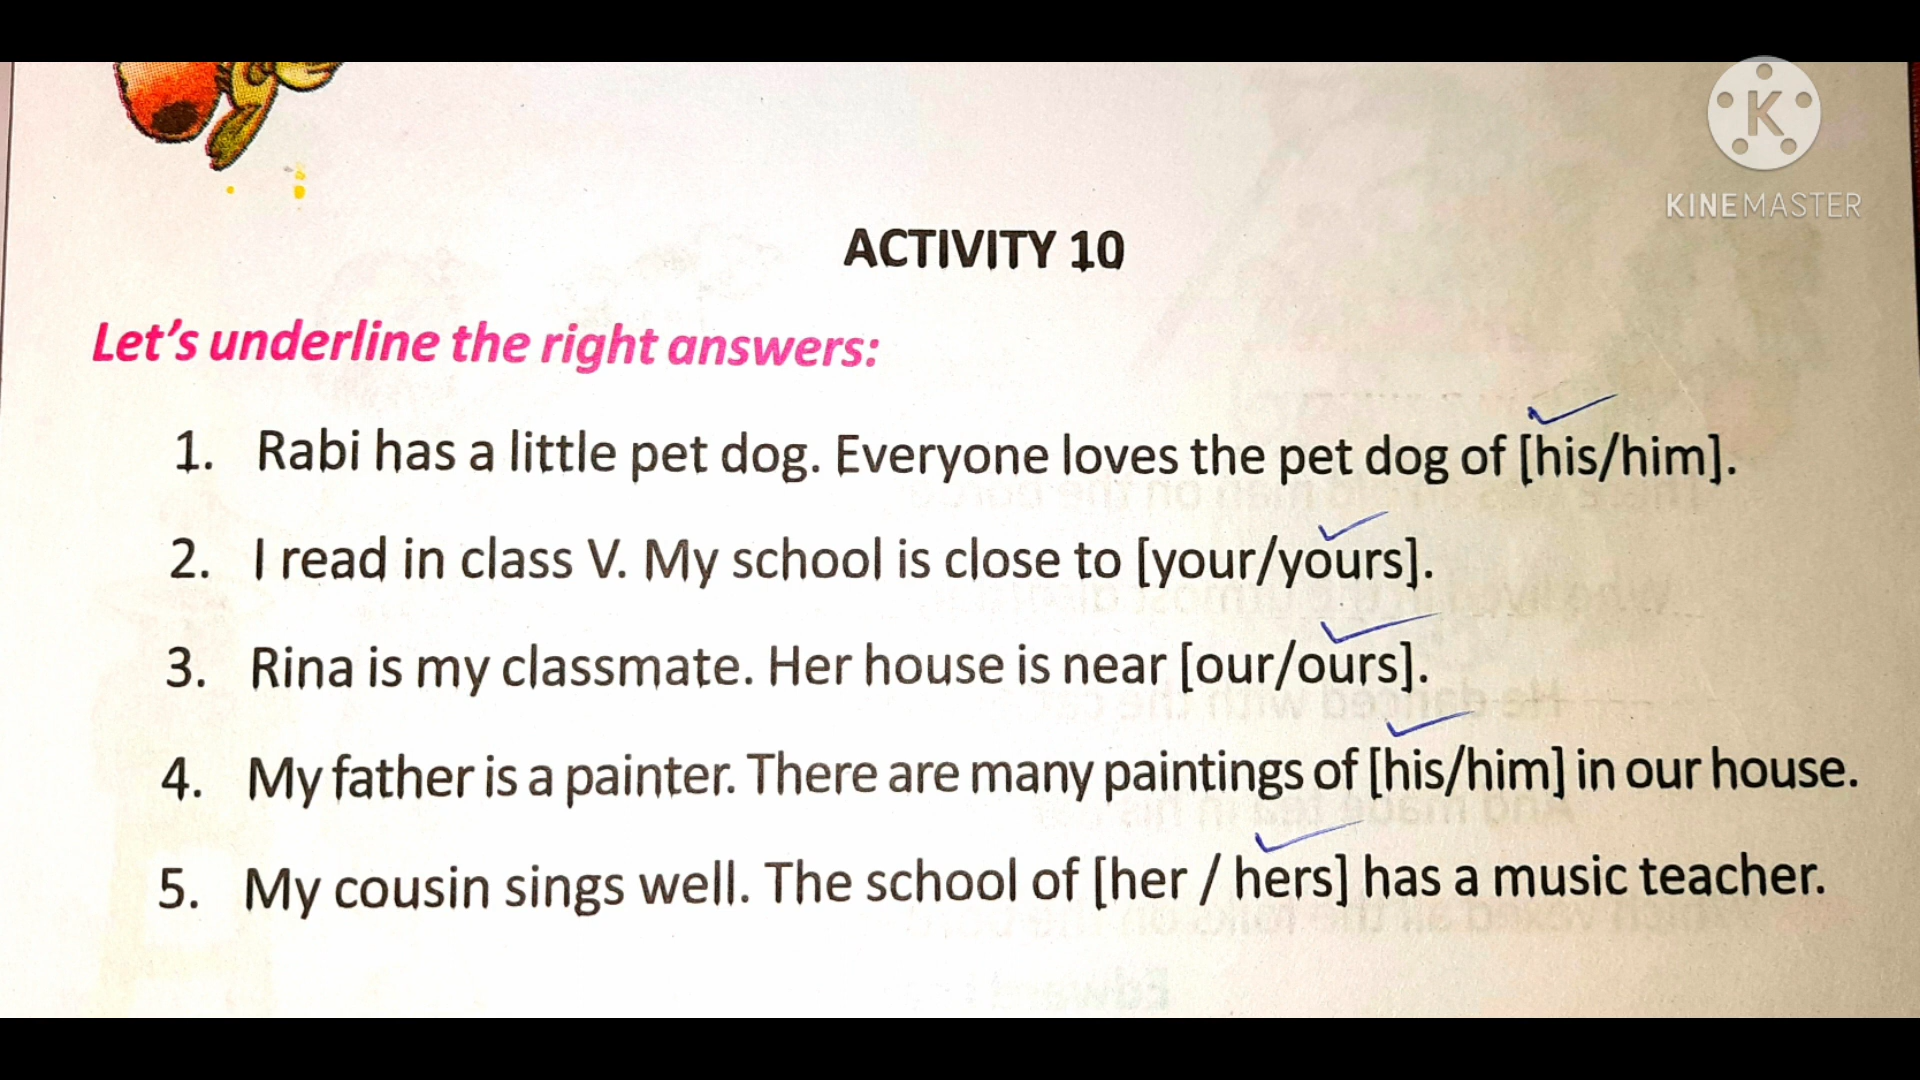 K
KINEMASTER
ACTIVITY 10
Let's underline the right answers:
1. Rabi has a little pet dog. Everyone loves the pet dog of [his/him].
2. I read in class V. My school is close to [your/yours].
3. Rina is my classmate. Her house is near [our/ours].
4. My father is a painter. There are many paintings of [his/him] in our house.
5. My cousin sings well. The school of [her / hers] has a music teacher.